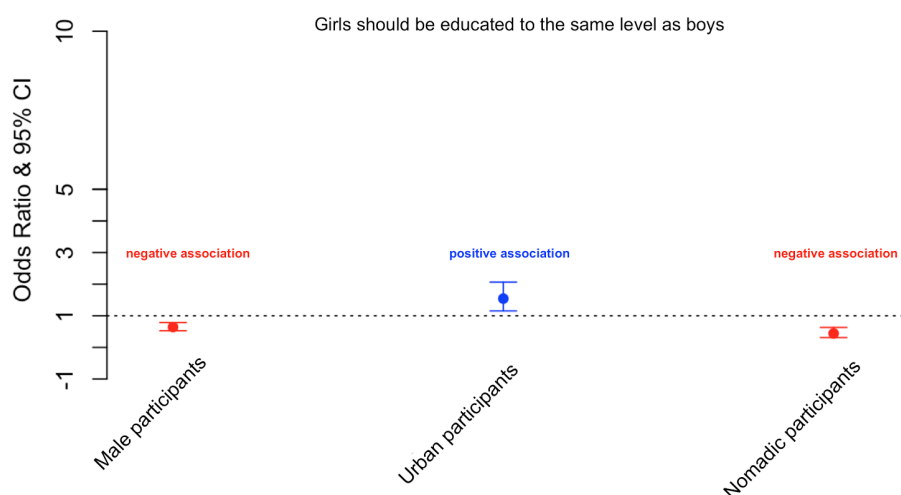 Girls should be educated to the same level as boys
Odds Ratio & 95% CI
10
5
3
1
-1
negative association
positive association
negative association
Male participants
Urban participants
Nomadic participants